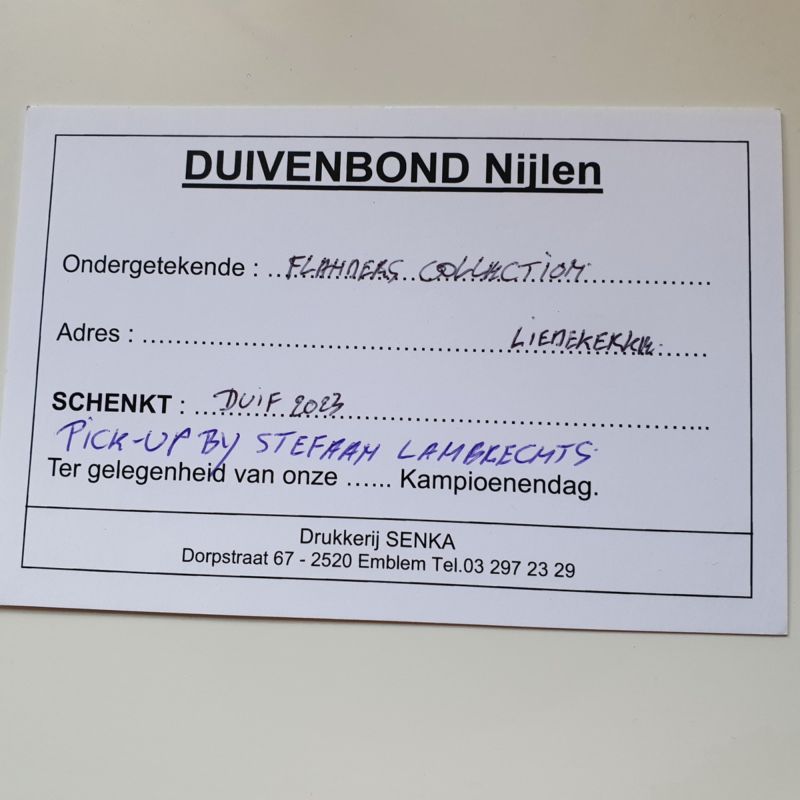 DUIVENBOND Nijlen
Ondergetekende : ..FLANDERS COLLECTION..............
Adres : ............................................LIEDEKERKE.......
SCHENKT : ...DUIF 2023..............................................
PICK-UP BY STEFAAN LAMBRECHTS
Ter gelegenheid van onze ...... Kampioenendag.
Drukkerij SENKA
Dorpstraat 67 - 2520 Emblem Tel.03 297 23 29